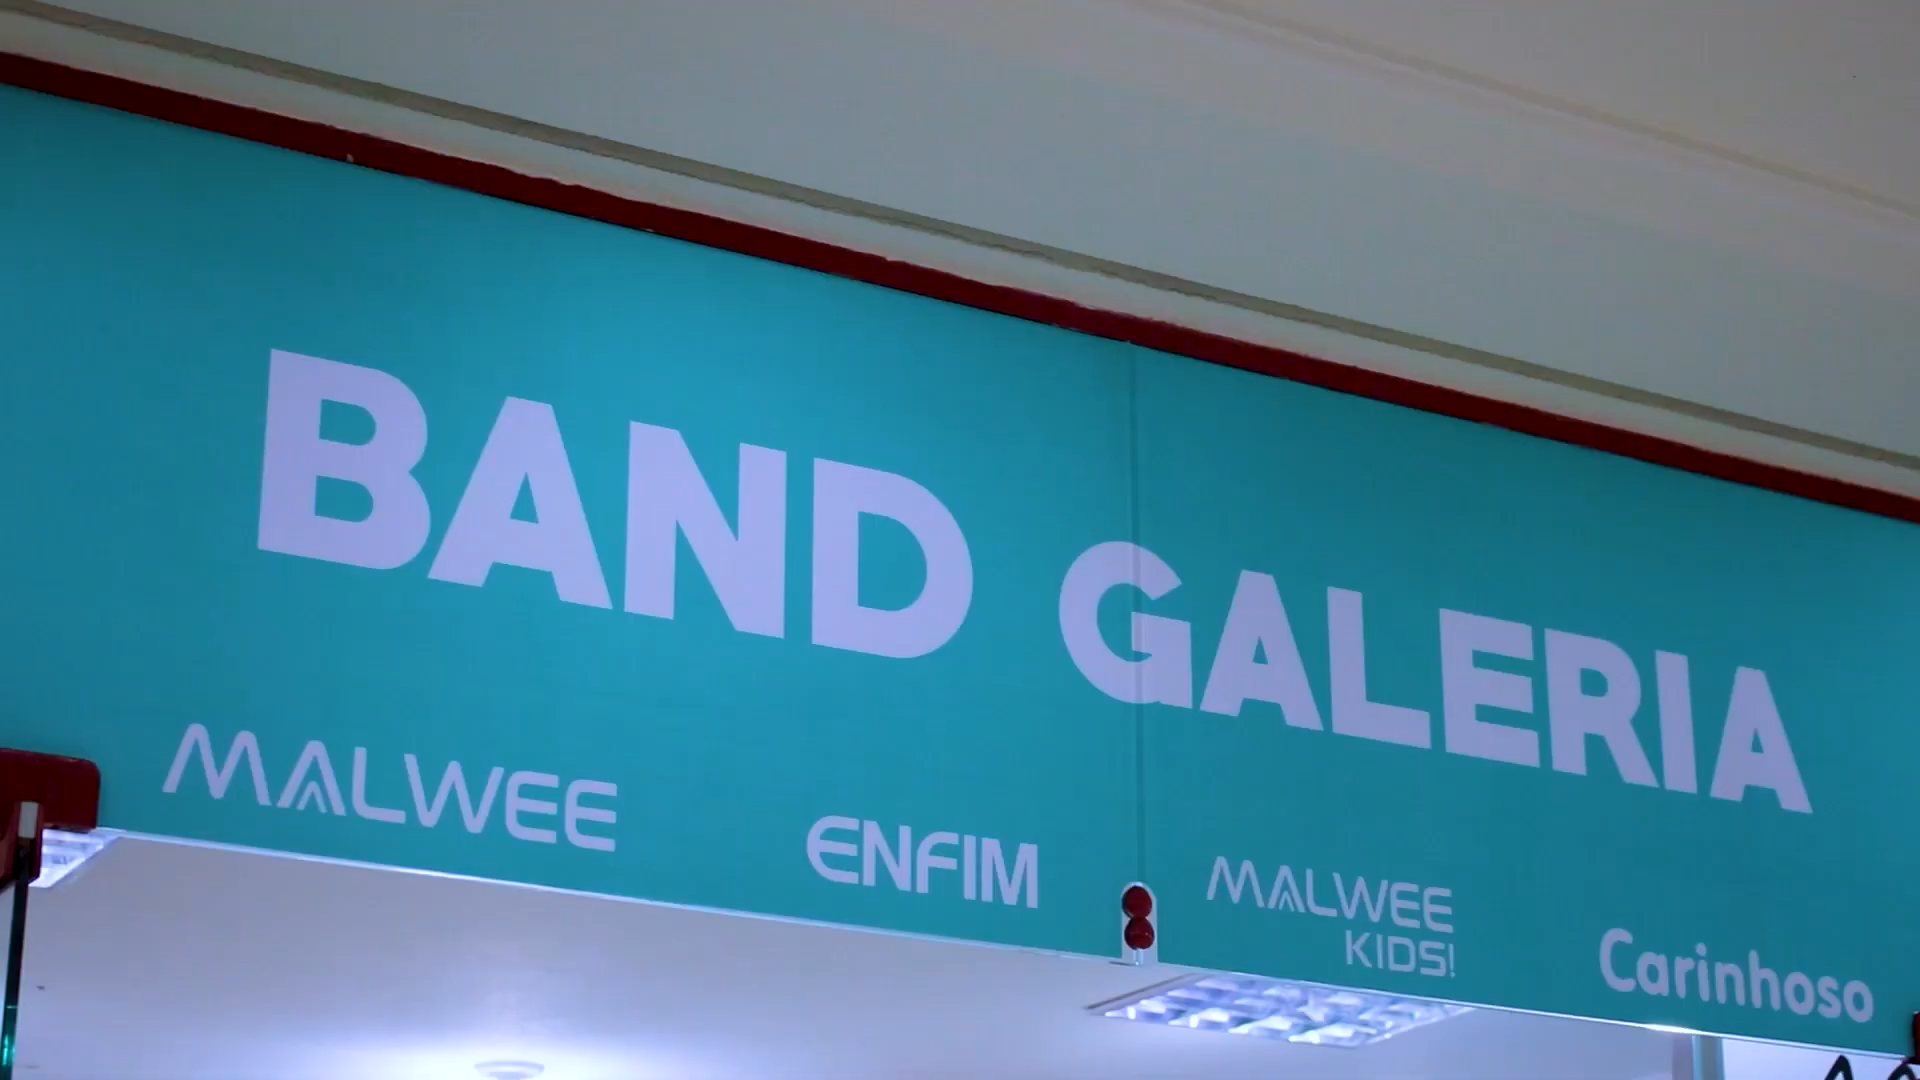 BAND GALERIA
MALWEE
ENFIM
MALWEE
KIDS!
Carinhoso